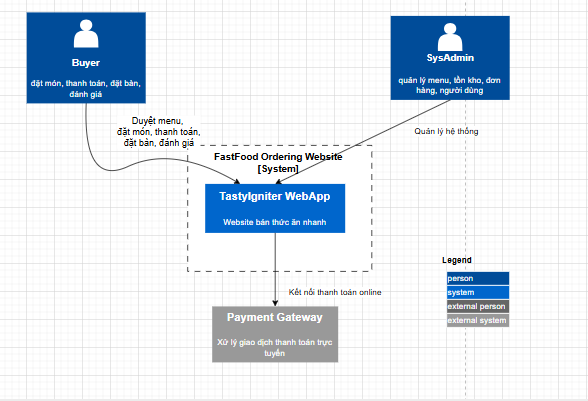 Buyer
đặt món, thanh toán, đặt bàn,
đánh giá
SysAdmin
quản lý menu, tồn kho, đơn
hàng, người dùng
Duyệt menu,
đặt món, thanh toán,
đặt bàn, đánh giá
Quản lý hệ thống
FastFood Ordering Website
[System]
TastyIgniter WebApp
Website bán thức ăn nhanh
Kết nối thanh toán online
Payment Gateway
Xử lý giao dịch thanh toán trực
tuyến
Legend
person
system
external person
external system